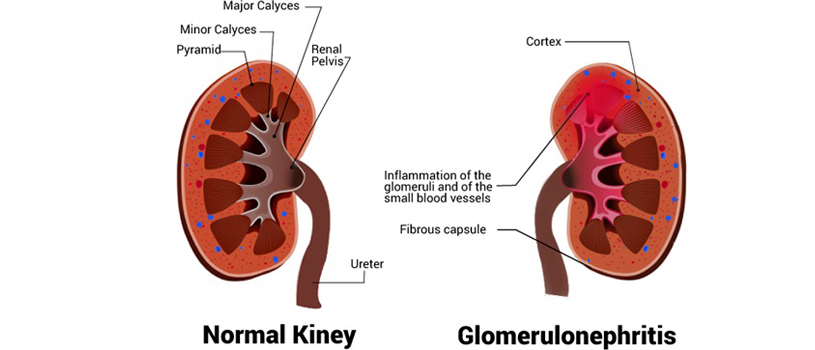 Major Calyces
Minor Calyces
Pyramid
Renal
Pelvis
Ureter
Normal Kiney
Cortex
Inflammation of the
glomeruli and of the
small blood vessels
Fibrous capsule
Glomerulonephritis